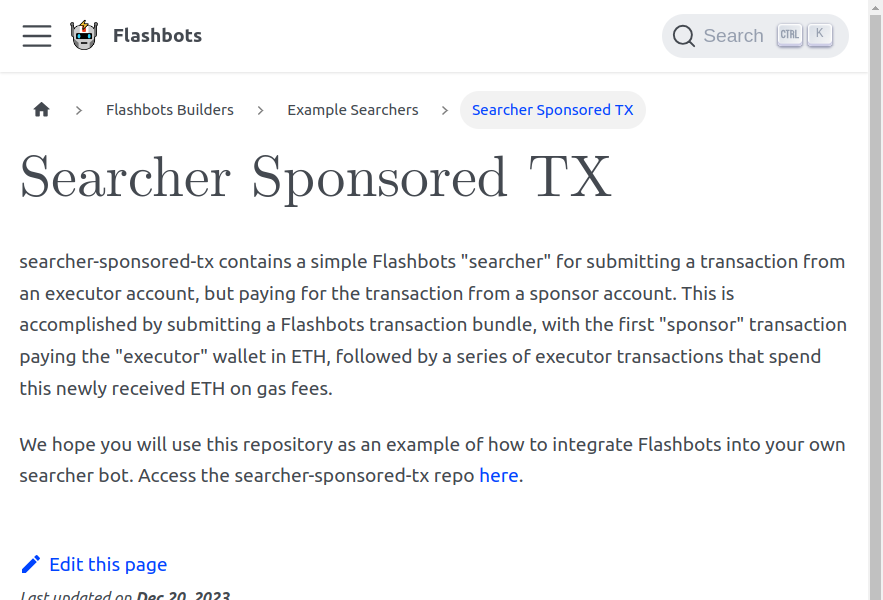 Flashbots
Search CTRL K
Flashbots Builders
Example Searchers
Searcher Sponsored TX
Searcher Sponsored TX
searcher-sponsored-tx contains a simple Flashbots "searcher" for submitting a transaction from
an executor account, but paying for the transaction from a sponsor account. This is
accomplished by submitting a Flashbots transaction bundle, with the first "sponsor" transaction
paying the "executor" wallet in ETH, followed by a series of executor transactions that spend
this newly received ETH on gas fees.
We hope you will use this repository as an example of how to integrate Flashbots into your own
searcher bot. Access the searcher-sponsored-tx repo here.
Edit this page
Last updated on Dec 20, 2023